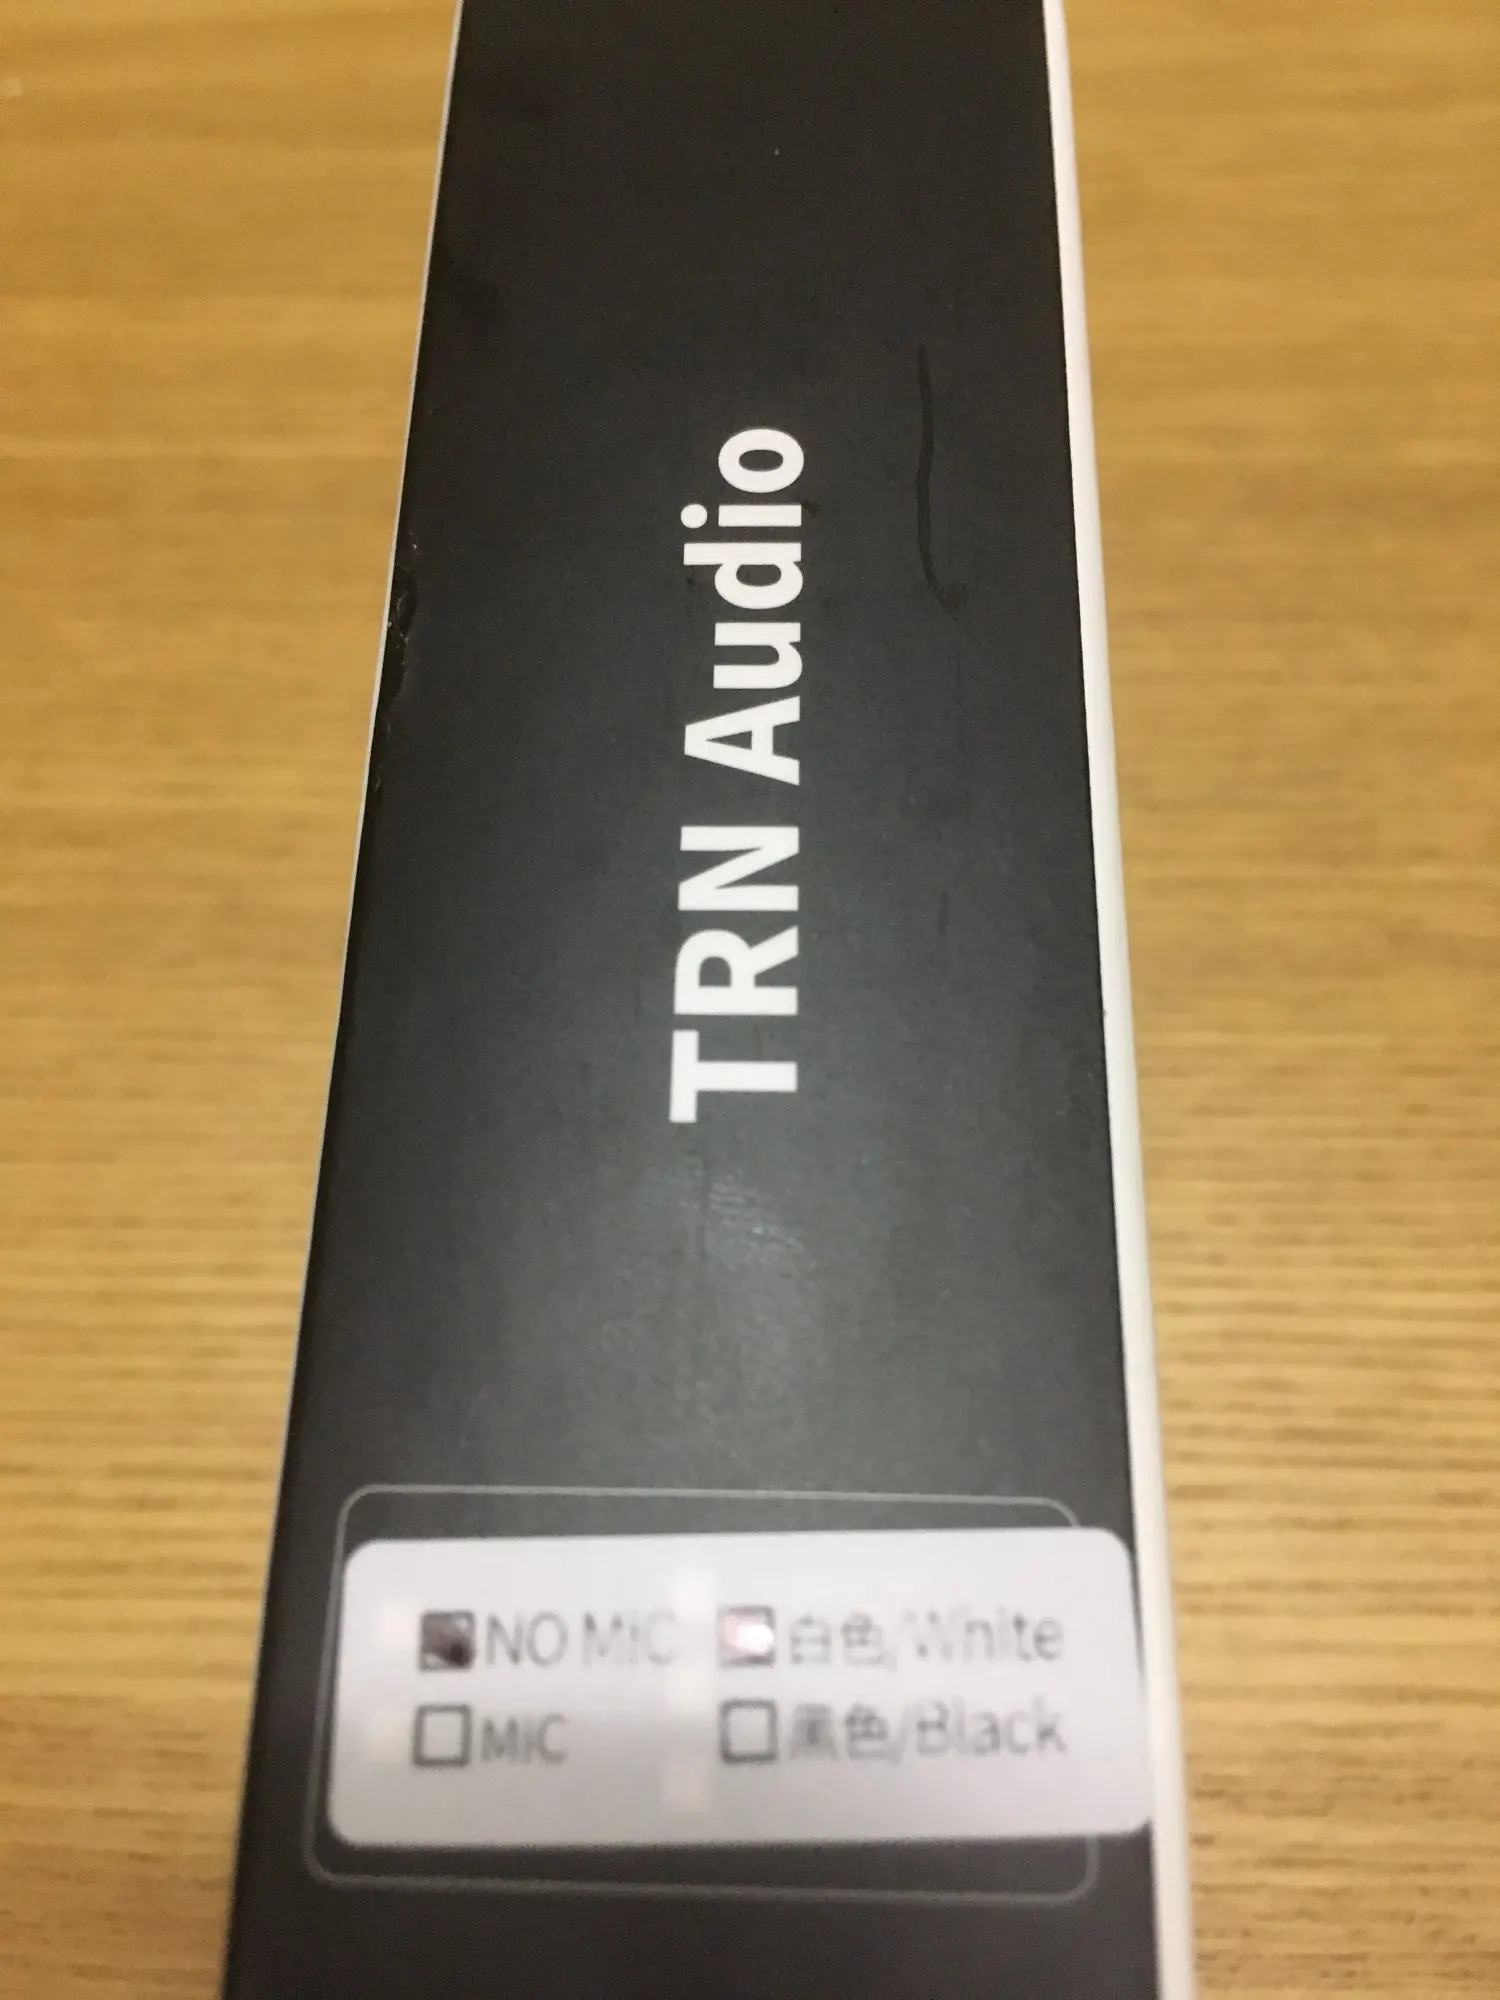 TRN Audio
NO MIC 白色/White
MIC 黑色/Black